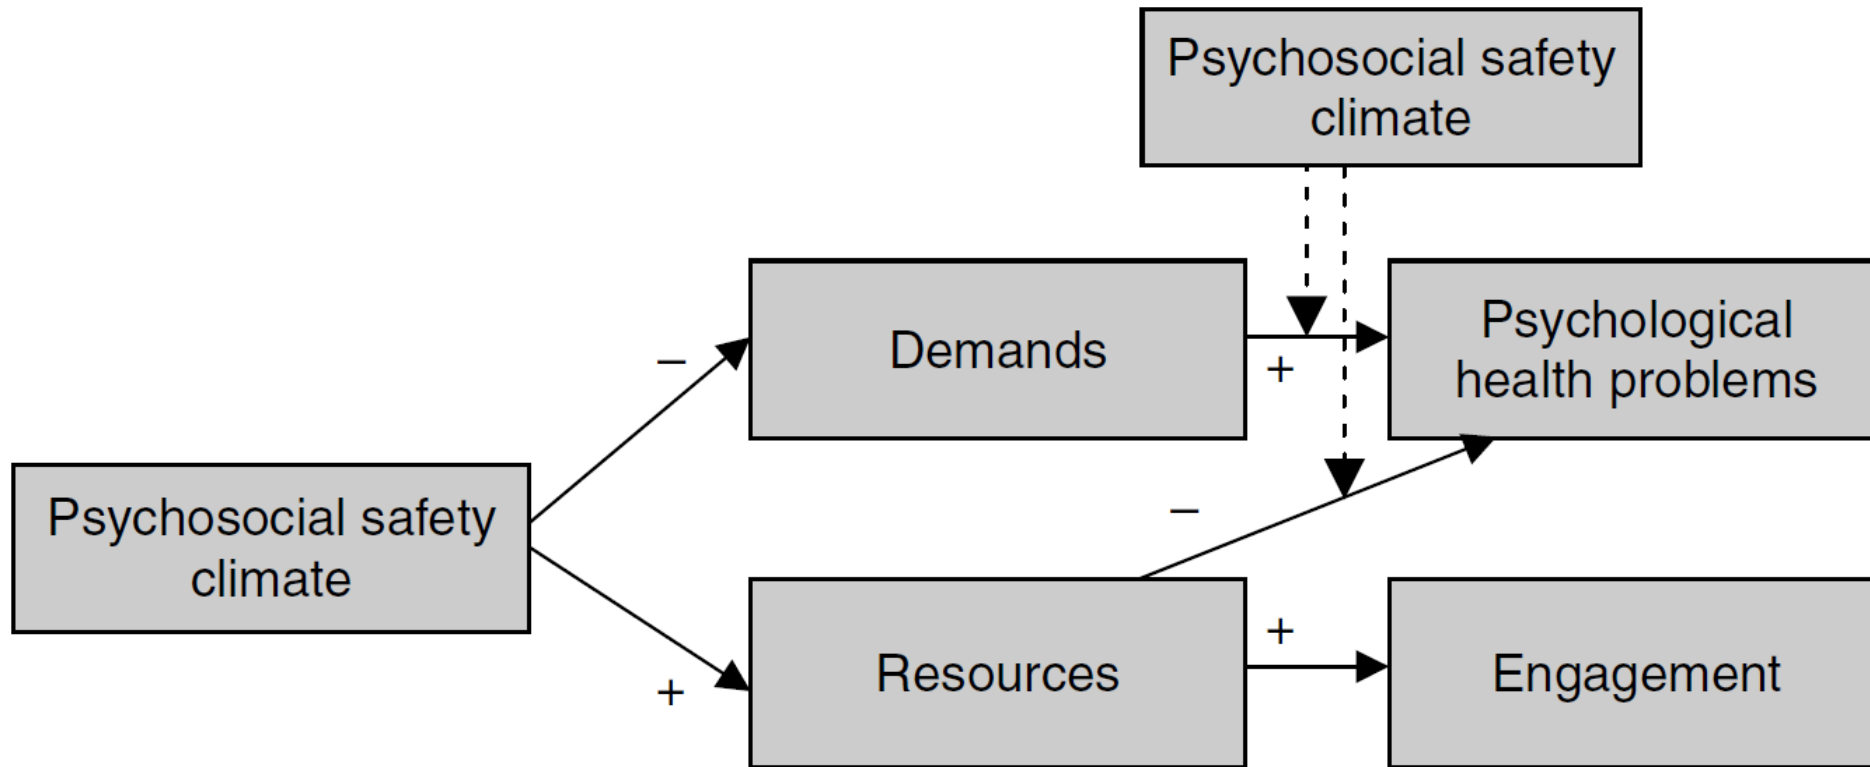 Psychosocial safety
climate
Demands
Psychological
health problems
–
+
Psychosocial safety
climate
–
+
+
Resources
Engagement